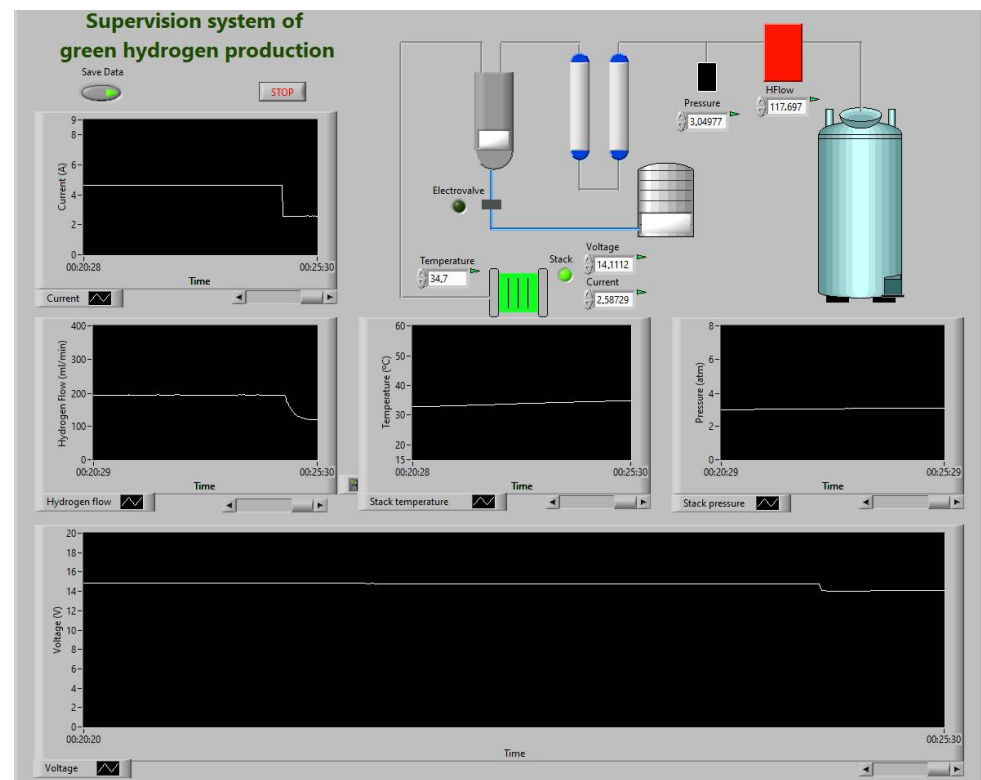 Supervision system of
green hydrogen production
Save Data
STOP
Pressure
3,04977
HFlow
117.697
Electrovalve
Temperature
34,7
Stack
Voltage
14,1112
Current
2,58729
Current (A)
9
8
6
4
2
0
00:20:28
00:25:30
Time
Current
Hydrogen Flow (ml/min)
400
300
200
100
0
00:20:29
00:25:30
Time
Hydrogen flow
Temperature (ºC)
60
50
40
30
20
15
00:20:28
00:25:30
Time
Stack temperature
Pressure (atm)
8
6
4
2
0
00:20:29
00:25:29
Time
Stack pressure
Voltage (V)
20
18
16
14
12
10
8
6
4
2
0
00:20:20
00:25:30
Time
Voltage